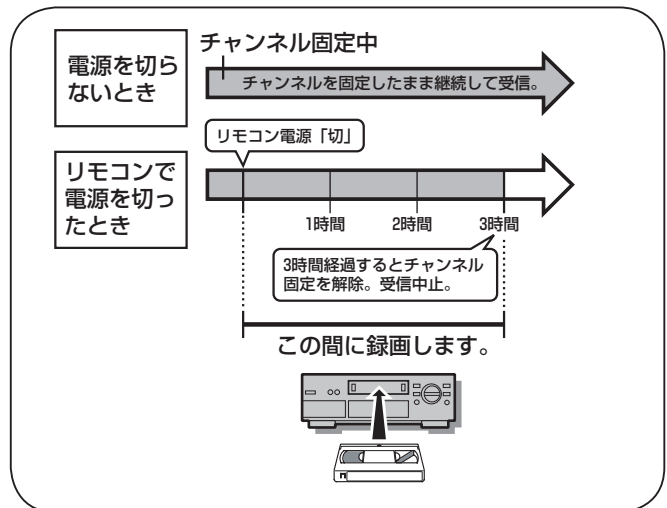 電源を切ら
ないとき
チャンネル固定中
チャンネルを固定したまま継続して受信。
リモコン電源「切」
リモコンで
電源を切っ
たとき
1時間
2時間
3時間
3時間経過するとチャンネル
固定を解除。受信中止。
この間に録画します。